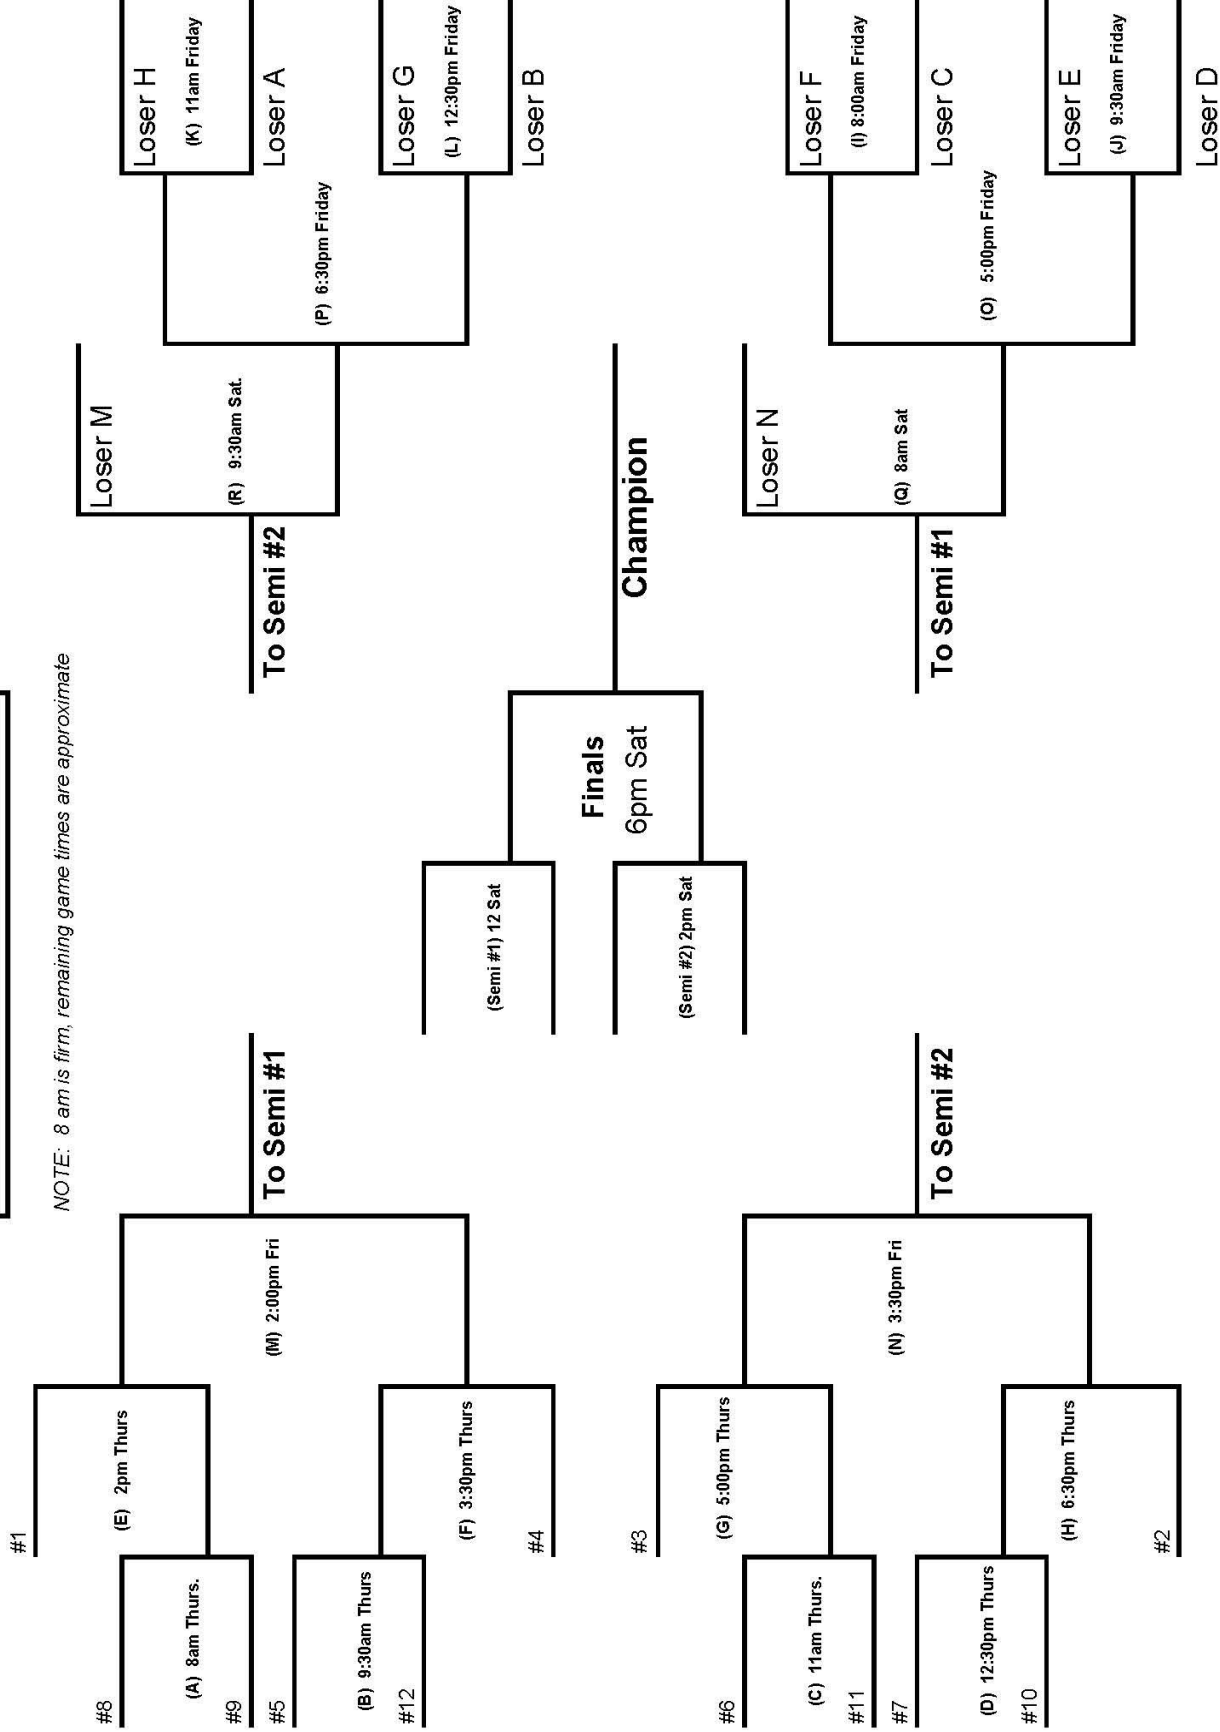 NOTE: 8 am is firm, remaining game times are approximate
#1
(E) 2pm Thurs
#8
(A) 8am Thurs.
#9
#5
(B) 9:30am Thurs
#12
(F) 3:30pm Thurs
#4
(M) 2:00pm Fri
To Semi #1
#3
(G) 5:00pm Thurs
#6
(C) 11am Thurs.
#11
#7
(D) 12:30pm Thurs
#10
(H) 6:30pm Thurs
#2
(N) 3:30pm Fri
To Semi #2
(Semi #1) 12 Sat
(Semi #2) 2pm Sat
Finals
6pm Sat
Champion
Loser M
(R) 9:30am Sat.
To Semi #2
(P) 6:30pm Friday
Loser H
(K) 11am Friday
Loser A
Loser G
(L) 12:30pm Friday
Loser B
Loser N
(Q) 8am Sat
To Semi #1
(O) 5:00pm Friday
Loser F
(I) 8:00am Friday
Loser C
Loser E
(J) 9:30am Friday
Loser D